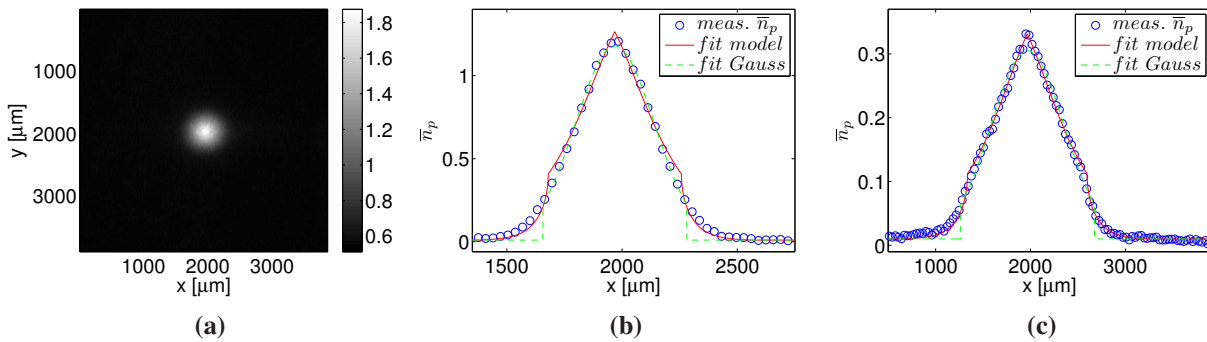 1000
2000
3000
y [μm]
1000 2000 3000
x [μm]
1.8
1.6
1.4
1.2
1
0.8
0.6
(a)
meas. n̅p
fit model
fit Gauss
1
0.5
0
n̅p
1500 2000 2500
x [μm]
(b)
meas. n̅p
fit model
fit Gauss
0.3
0.2
0.1
0
n̅p
1000 2000 3000
x [μm]
(c)